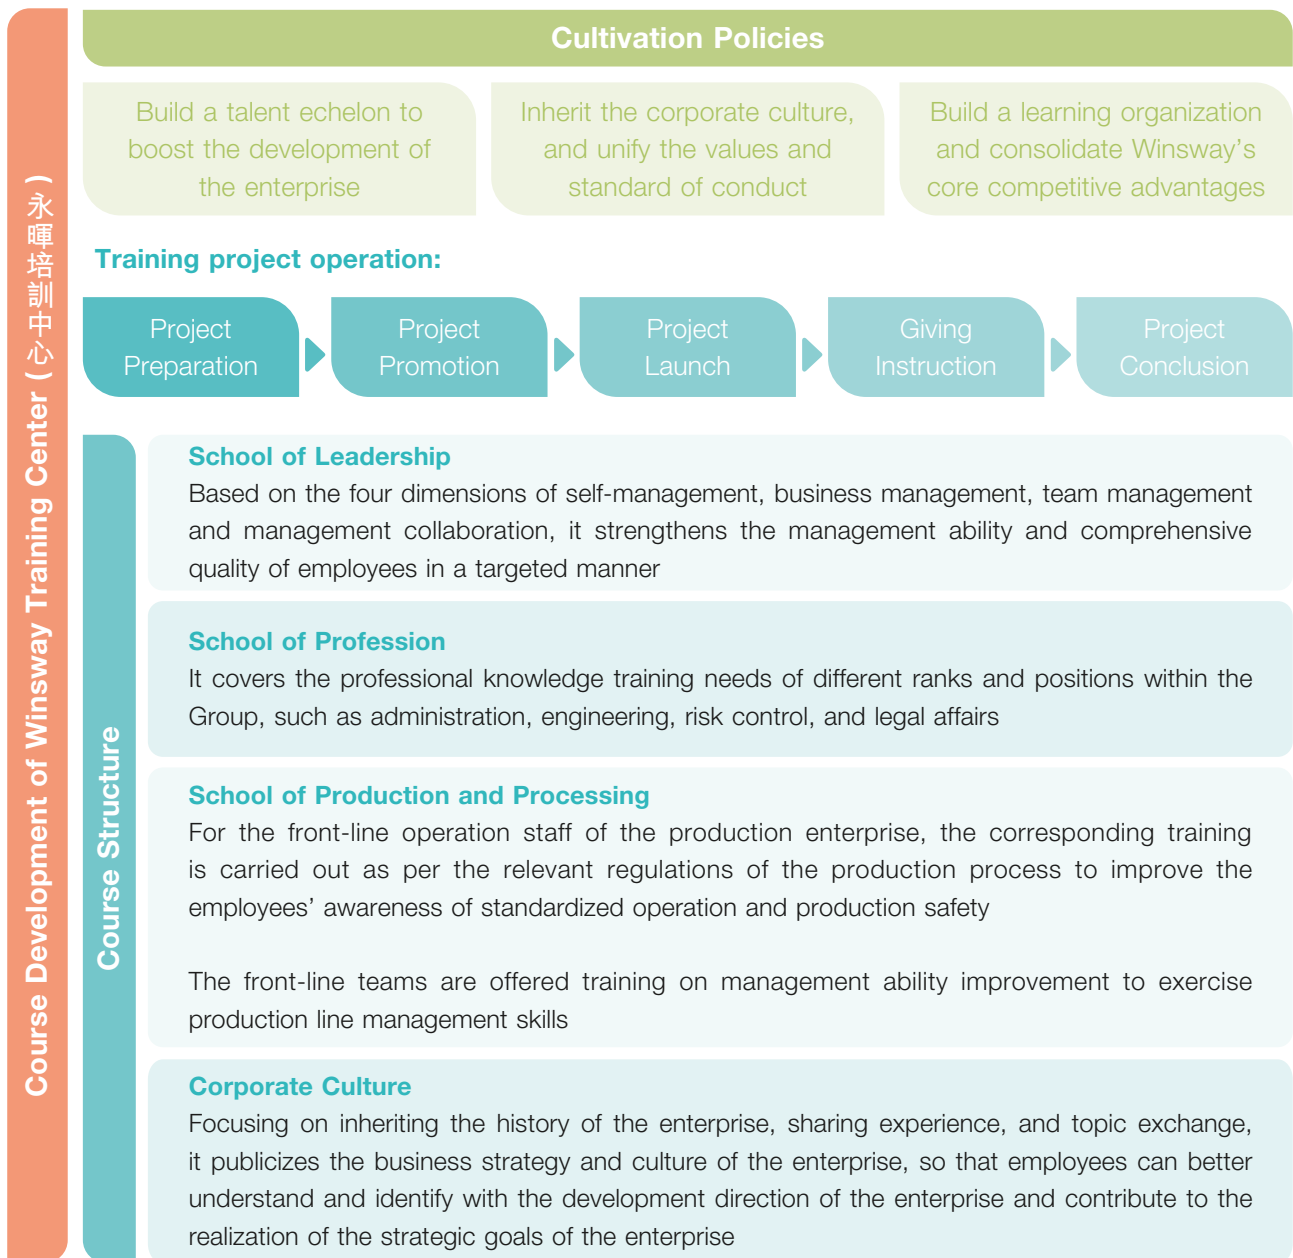 Course Development of Winsway Training Center (永暉培訓中心)
Cultivation Policies
Build a talent echelon to
boost the development of
the enterprise
Inherit the corporate culture,
and unify the values and
standard of conduct
Build a learning organization
and consolidate Winsway's
core competitive advantages
Training project operation:
Project
Preparation
Project
Promotion
Project
Launch
Giving
Instruction
Project
Conclusion
Course Structure
School of Leadership
Based on the four dimensions of self-management, business management, team management
and management collaboration, it strengthens the management ability and comprehensive
quality of employees in a targeted manner
School of Profession
It covers the professional knowledge training needs of different ranks and positions within the
Group, such as administration, engineering, risk control, and legal affairs
School of Production and Processing
For the front-line operation staff of the production enterprise, the corresponding training
is carried out as per the relevant regulations of the production process to improve the
employees' awareness of standardized operation and production safety
The front-line teams are offered training on management ability improvement to exercise
production line management skills
Corporate Culture
Focusing on inheriting the history of the enterprise, sharing experience, and topic exchange,
it publicizes the business strategy and culture of the enterprise, so that employees can better
understand and identify with the development direction of the enterprise and contribute to the
realization of the strategic goals of the enterprise